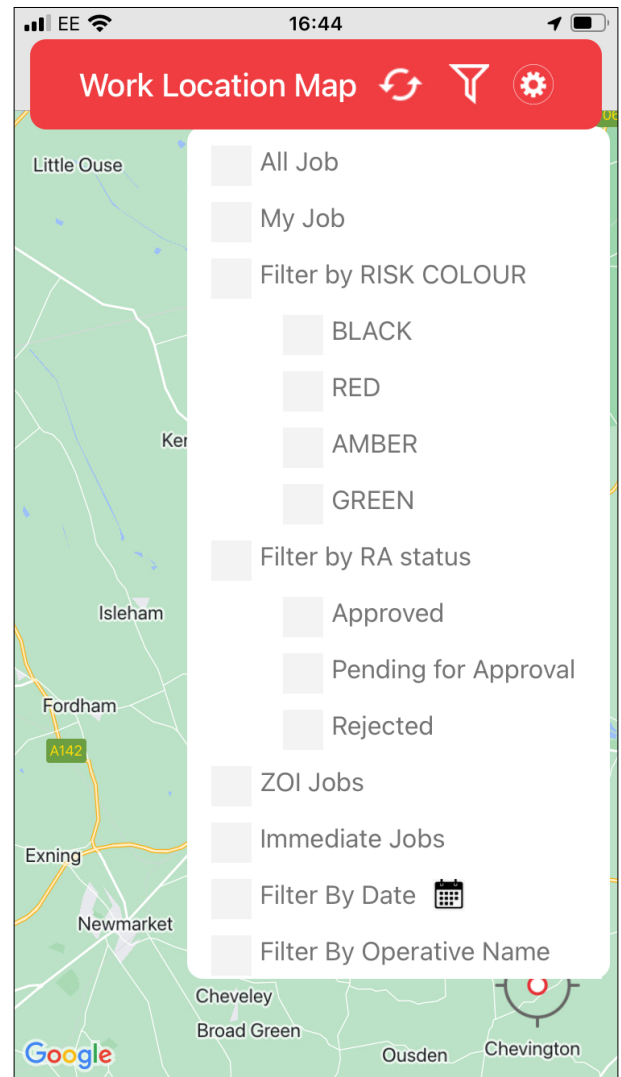 EE 16:44
Work Location Map
Little Ouse
All Job
My Job
Filter by RISK COLOUR
BLACK
RED
Ker
AMBER
GREEN
Filter by RA status
Isleham
Approved
Pending for Approval
Fordham
Rejected
A142
ZOI Jobs
Exning
Immediate Jobs
Filter By Date
Newmarket
Filter By Operative Name
Cheveley
Broad Green
Google
Ousden
Chevington